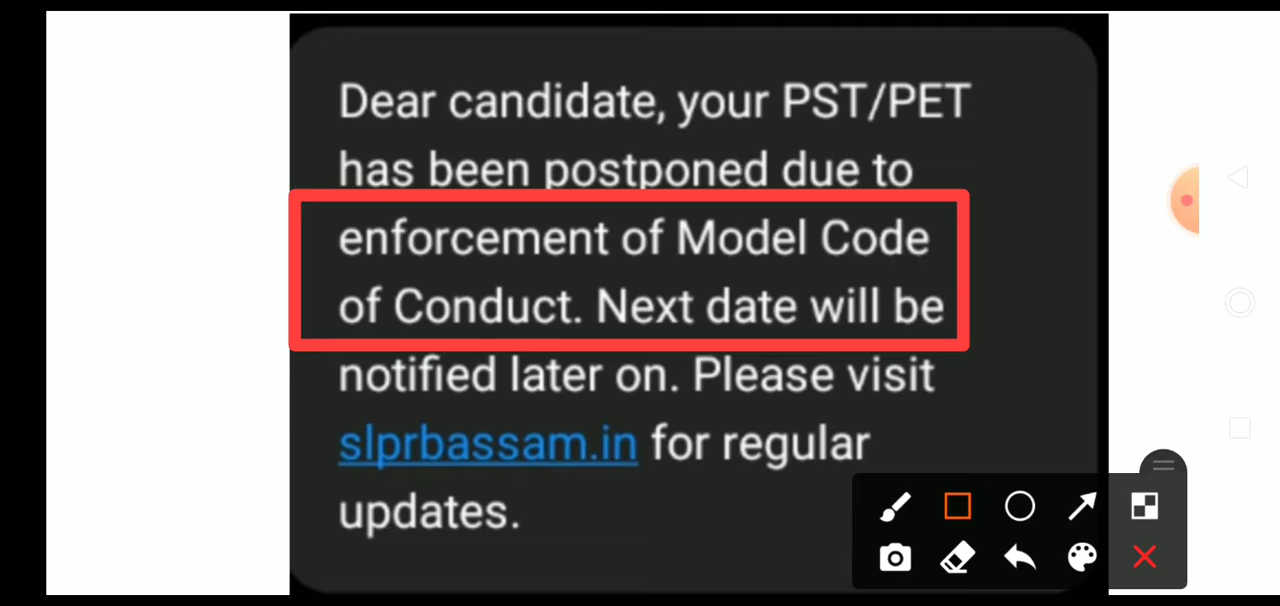 Dear candidate, your PST/PET
has been postponed due to
enforcement of Model Code
of Conduct. Next date will be
notified later on. Please visit
slprbassam.in for regular
updates.